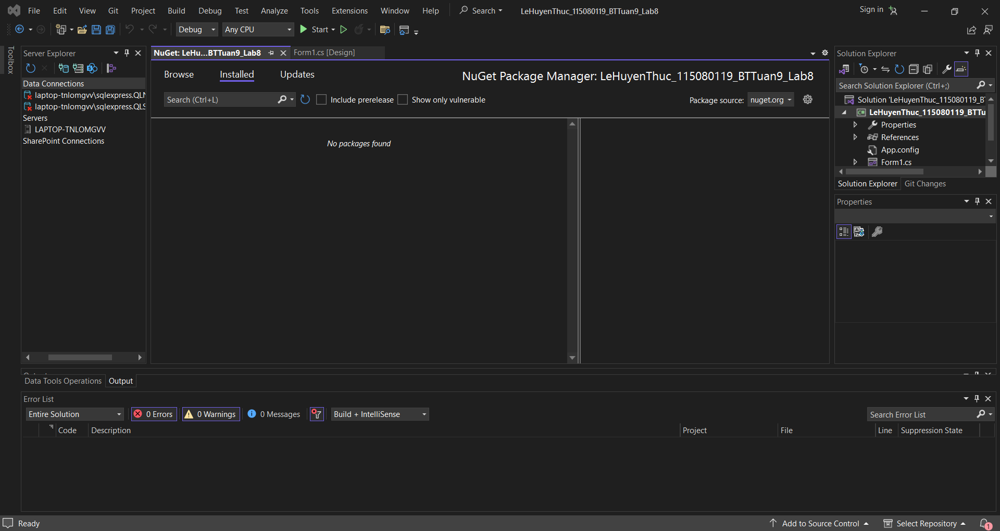 File Edit View Git Project Build Debug Test Analyze Tools Extensions Window Help Search LeHuyenThuc_115080119_BTTuan9_Lab8 Sign in
Debug Any CPU Start
Toolbox
Server Explorer
Data Connections
laptop-tnlomgvv\sqlexpress.QLN
laptop-tnlomgvv\sqlexpress.QLS
Servers
LAPTOP-TNLOMGVV
SharePoint Connections
NuGet: LeHu...BTTuan9_Lab8 Form1.cs [Design]
Browse Installed Updates NuGet Package Manager: LeHuyenThuc_115080119_BTTuan9_Lab8
Search (Ctrl+L) Include prerelease Show only vulnerable Package source: nuget.org
No packages found
Solution Explorer
Search Solution Explorer (Ctrl+;)
Solution 'LeHuyenThuc_115080119_B
C# LeHuyenThuc_115080119_BTTu
Properties
References
App.config
Form1.cs
Solution Explorer Git Changes
Properties
Data Tools Operations Output
Error List
Entire Solution 0 Errors 0 Warnings 0 Messages Build + IntelliSense Search Error List
Code Description Project File Line Suppression State
Ready Add to Source Control Select Repository 1